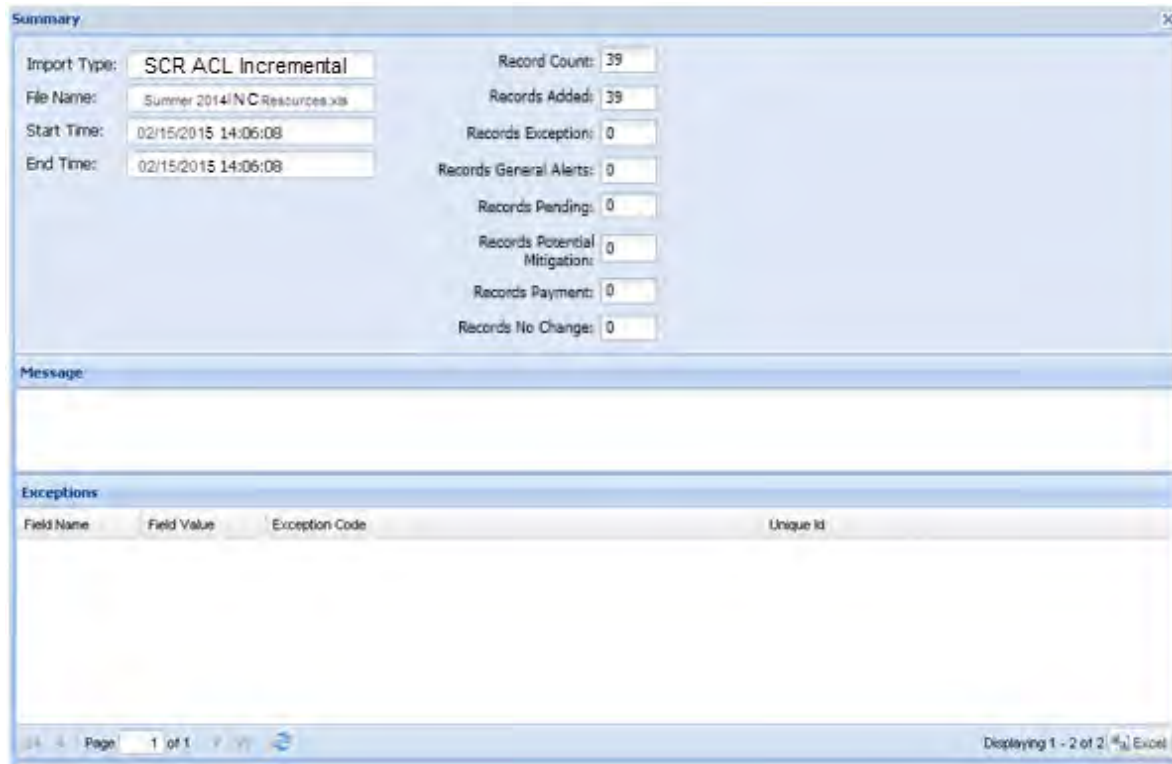 Summary
Import Type: SCR ACL Incremental
File Name: Summer 2014 INC Resources.xls
Start Time: 02/15/2015 14:06:08
End Time: 02/15/2015 14:06:08
Record Count: 39
Records Added: 39
Records Exception: 0
Records General Alerts: 0
Records Pending: 0
Records Potential
Mitigation: 0
Records Payment: 0
Records No Change: 0
Message
Exceptions
Field Name Field Value Exception Code Unique Id
Page 1 of 1 Displaying 1 - 2 of 2 Excel